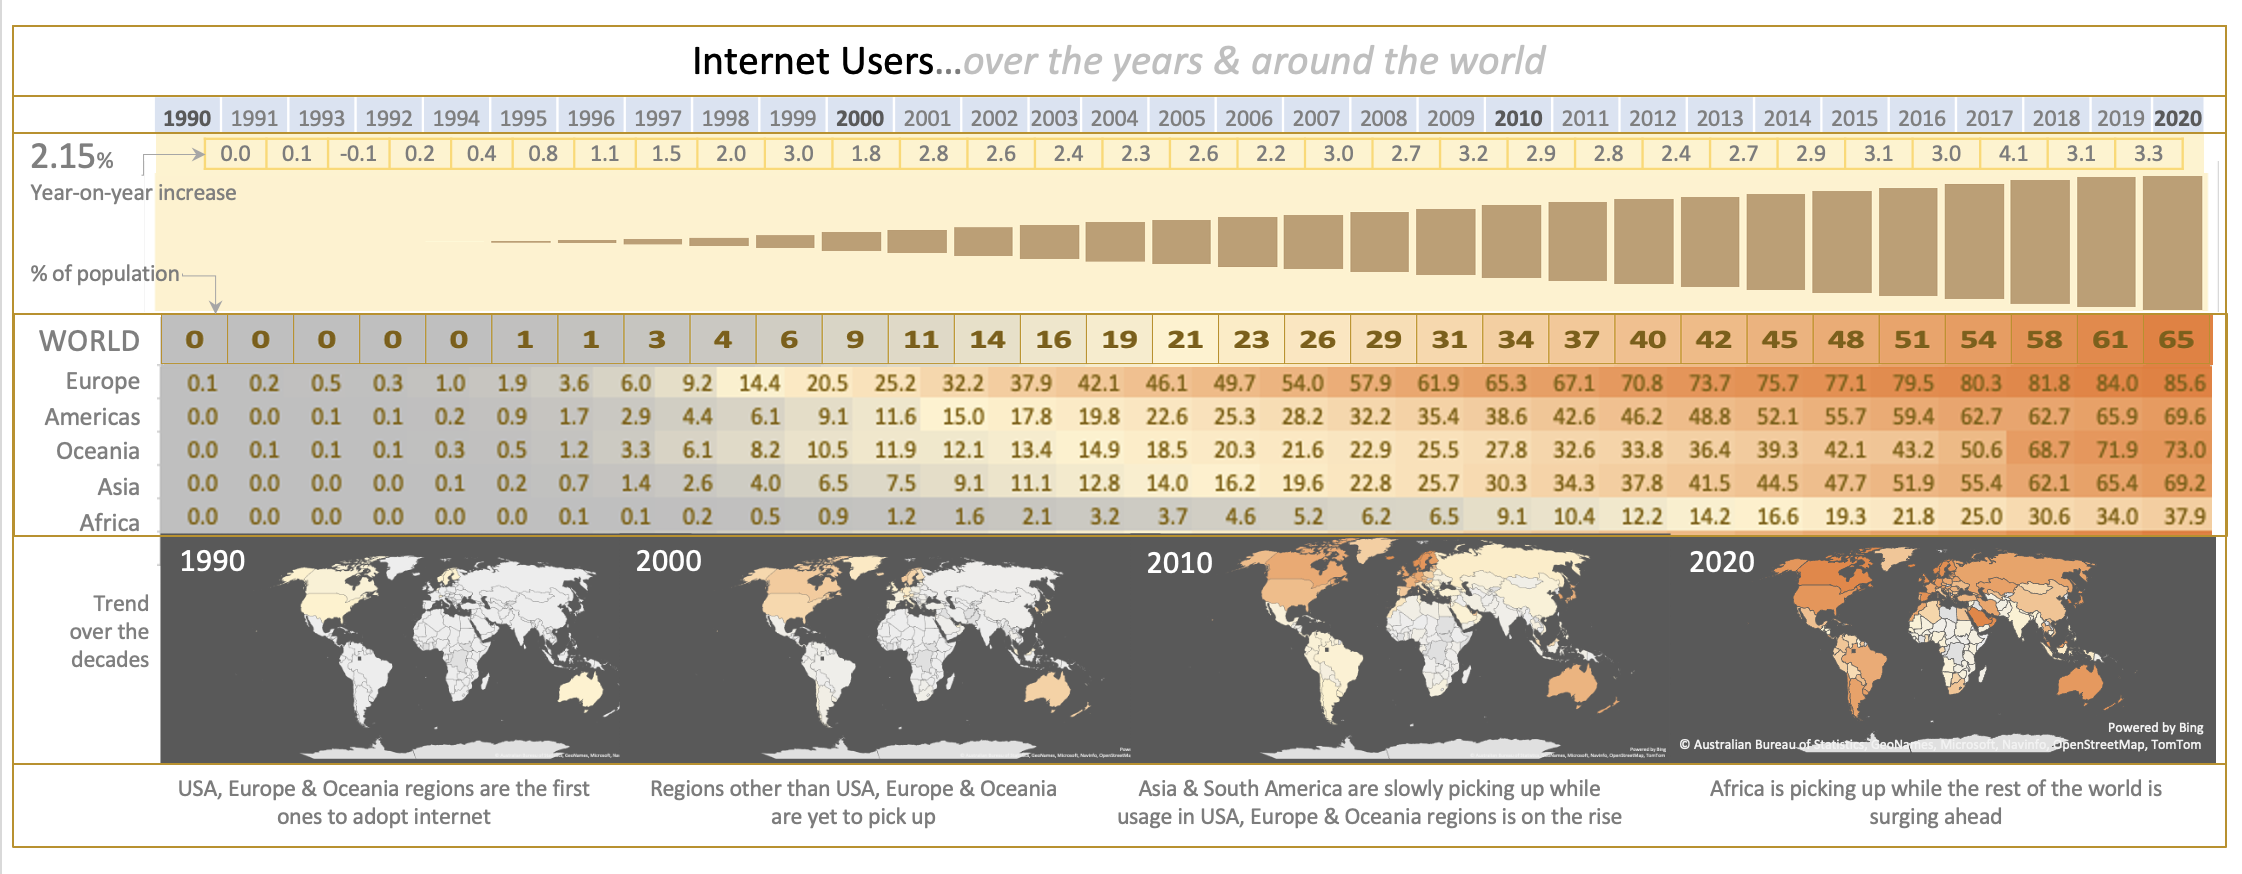 Internet Users...over the years & around the world
1990 1991 1993 1992 1994 1995 1996 1997 1998 1999 2000 2001 2002 2003 2004 2005 2006 2007 2008 2009 2010 2011 2012 2013 2014 2015 2016 2017 2018 2019 2020
2.15% 0.0 0.1 -0.1 0.2 0.4 0.8 1.1 1.5 2.0 3.0 1.8 2.8 2.6 2.4 2.3 2.6 2.2 3.0 2.7 3.2 2.9 2.8 2.4 2.7 2.9 3.1 3.0 4.1 3.1 3.3
Year-on-year increase
% of population
WORLD 0 0 0 0 0 1 1 3 4 6 9 11 14 16 19 21 23 26 29 31 34 37 40 42 45 48 51 54 58 61 65
Europe 0.1 0.2 0.5 0.3 1.0 1.9 3.6 6.0 9.2 14.4 20.5 25.2 32.2 37.9 42.1 46.1 49.7 54.0 57.9 61.9 65.3 67.1 70.8 73.7 75.7 77.1 79.5 80.3 81.8 84.0 85.6
Americas 0.0 0.0 0.1 0.1 0.2 0.9 1.7 2.9 4.4 6.1 9.1 11.6 15.0 17.8 19.8 22.6 25.3 28.2 32.2 35.4 38.6 42.6 46.2 48.8 52.1 55.7 59.4 62.7 62.7 65.9 69.6
Oceania 0.0 0.1 0.1 0.1 0.3 0.5 1.2 3.3 6.1 8.2 10.5 11.9 12.1 13.4 14.9 18.5 20.3 21.6 22.9 25.5 27.8 32.6 33.8 36.4 39.3 42.1 43.2 50.6 68.7 71.9 73.0
Asia 0.0 0.0 0.0 0.0 0.1 0.2 0.7 1.4 2.6 4.0 6.5 7.5 9.1 11.1 12.8 14.0 16.2 19.6 22.8 25.7 30.3 34.3 37.8 41.5 44.5 47.7 51.9 55.4 62.1 65.4 69.2
Africa 0.0 0.0 0.0 0.0 0.0 0.0 0.1 0.1 0.2 0.5 0.9 1.2 1.6 2.1 3.2 3.7 4.6 5.2 6.2 6.5 9.1 10.4 12.2 14.2 16.6 19.3 21.8 25.0 30.6 34.0 37.9
1990 2000 2010 2020
Trend
over the
decades
Powered by Bing
Powered by Bing
© Australian Bureau of Statistics, GeoNames, Microsoft, Navinfo, OpenStreetMap, TomTom
USA, Europe & Oceania regions are the first
ones to adopt internet
Regions other than USA, Europe & Oceania
are yet to pick up
Asia & South America are slowly picking up while
usage in USA, Europe & Oceania regions is on the rise
Africa is picking up while the rest of the world is
surging ahead